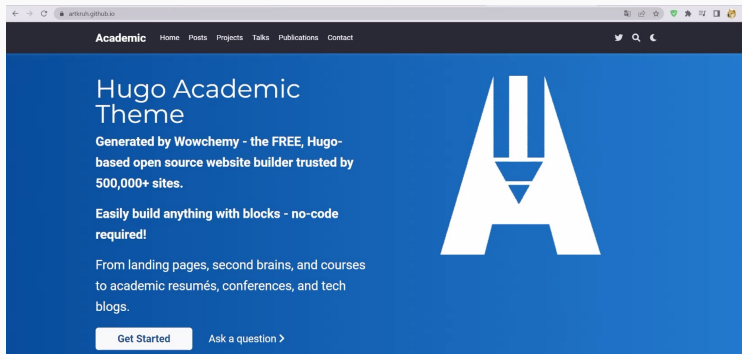 artkruh.github.io
Academic Home Posts Projects Talks Publications Contact
Hugo Academic
Theme
Generated by Wowchemy - the FREE, Hugo-
based open source website builder trusted by
500,000+ sites.
Easily build anything with blocks - no-code
required!
From landing pages, second brains, and courses
to academic resumés, conferences, and tech
blogs.
Get Started Ask a question